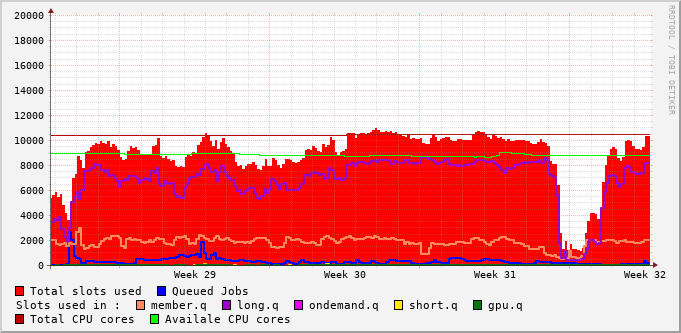 20000
18000
16000
14000
12000
10000
8000
6000
4000
2000
0
Week 29 Week 30 Week 31 Week 32
RRDTOOL / TOBI OETIKER
Total slots used Queued Jobs
Slots used in : member.q long.q ondemand.q short.q gpu.q
Total CPU cores Availale CPU cores